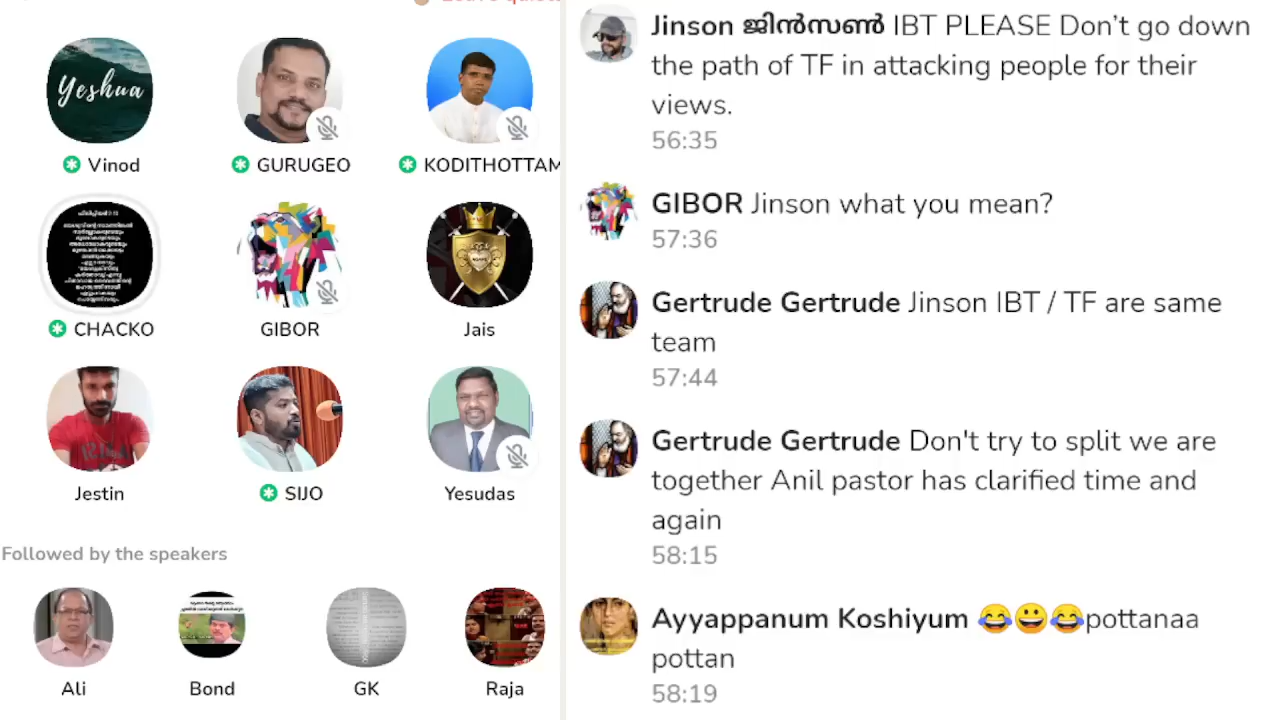 Leave quietly
Yeshua
Vinod
GURUGEO
KODITHOTTAM
CHACKO
GIBOR
Jais
Jestin
SIJO
Yesudas
Followed by the speakers
Ali
Bond
GK
Raja
Jinson ജിൻസൺ IBT PLEASE Don’t go down
the path of TF in attacking people for their
views.
56:35
GIBOR Jinson what you mean?
57:36
Gertrude Gertrude Jinson IBT / TF are same
team
57:44
Gertrude Gertrude Don't try to split we are
together Anil pastor has clarified time and
again
58:15
Ayyappanum Koshiyum 😂😀😂pottanaa
pottan
58:19